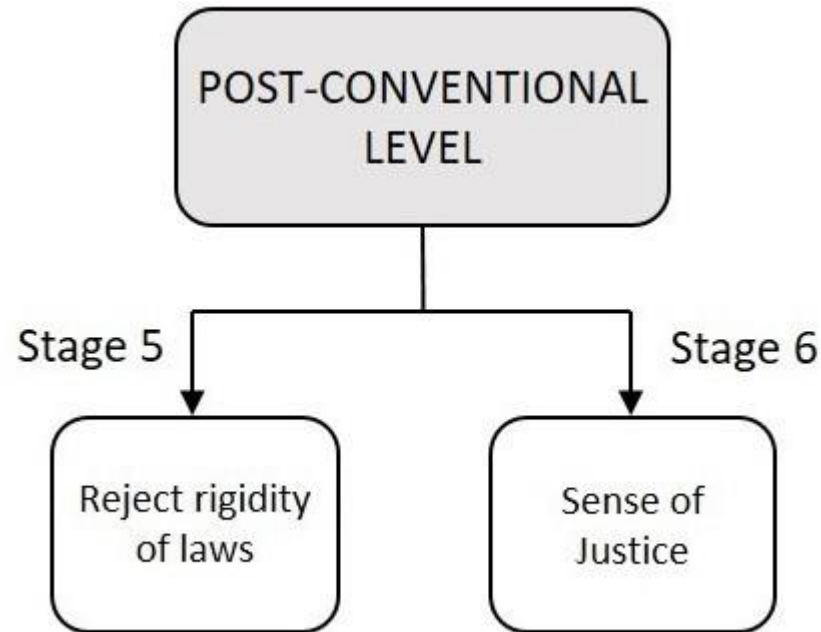 POST-CONVENTIONAL
LEVEL
Stage 5
Stage 6
Reject rigidity
of laws
Sense of
Justice